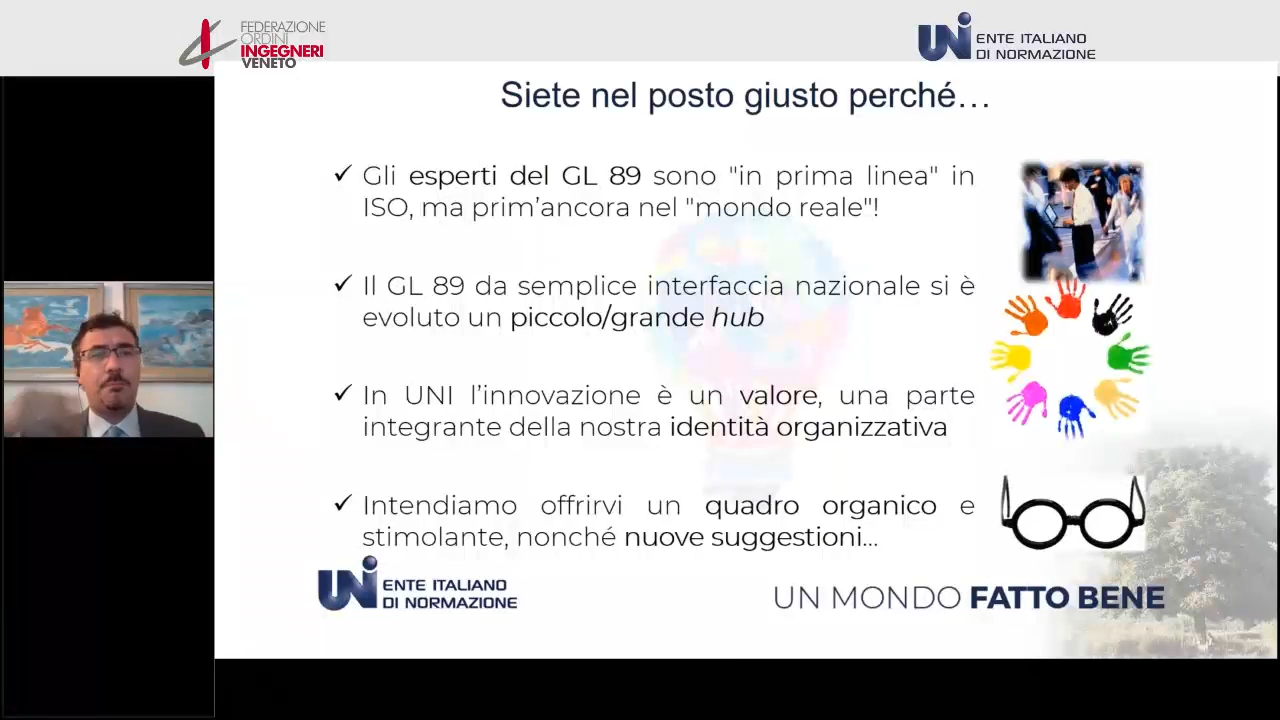 FEDERAZIONE
ORDINI
INGEGNERI
VENETO
UNI ENTE ITALIANO
DI NORMAZIONE
Siete nel posto giusto perché…
✓ Gli esperti del GL 89 sono "in prima linea" in
ISO, ma prim’ancora nel "mondo reale"!
✓ Il GL 89 da semplice interfaccia nazionale si è
evoluto un piccolo/grande hub
✓ In UNI l’innovazione è un valore, una parte
integrante della nostra identità organizzativa
✓ Intendiamo offrirvi un quadro organico e
stimolante, nonché nuove suggestioni…
UNI ENTE ITALIANO
DI NORMAZIONE
UN MONDO FATTO BENE